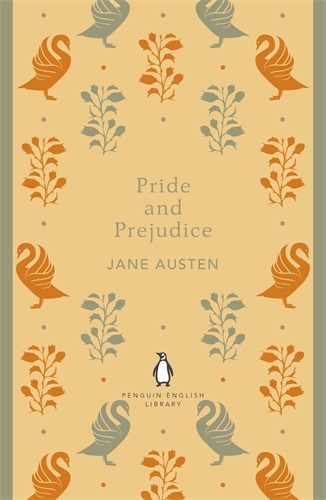 Pride
and
Prejudice
JANE AUSTEN
PENGUIN ENGLISH
LIBRARY